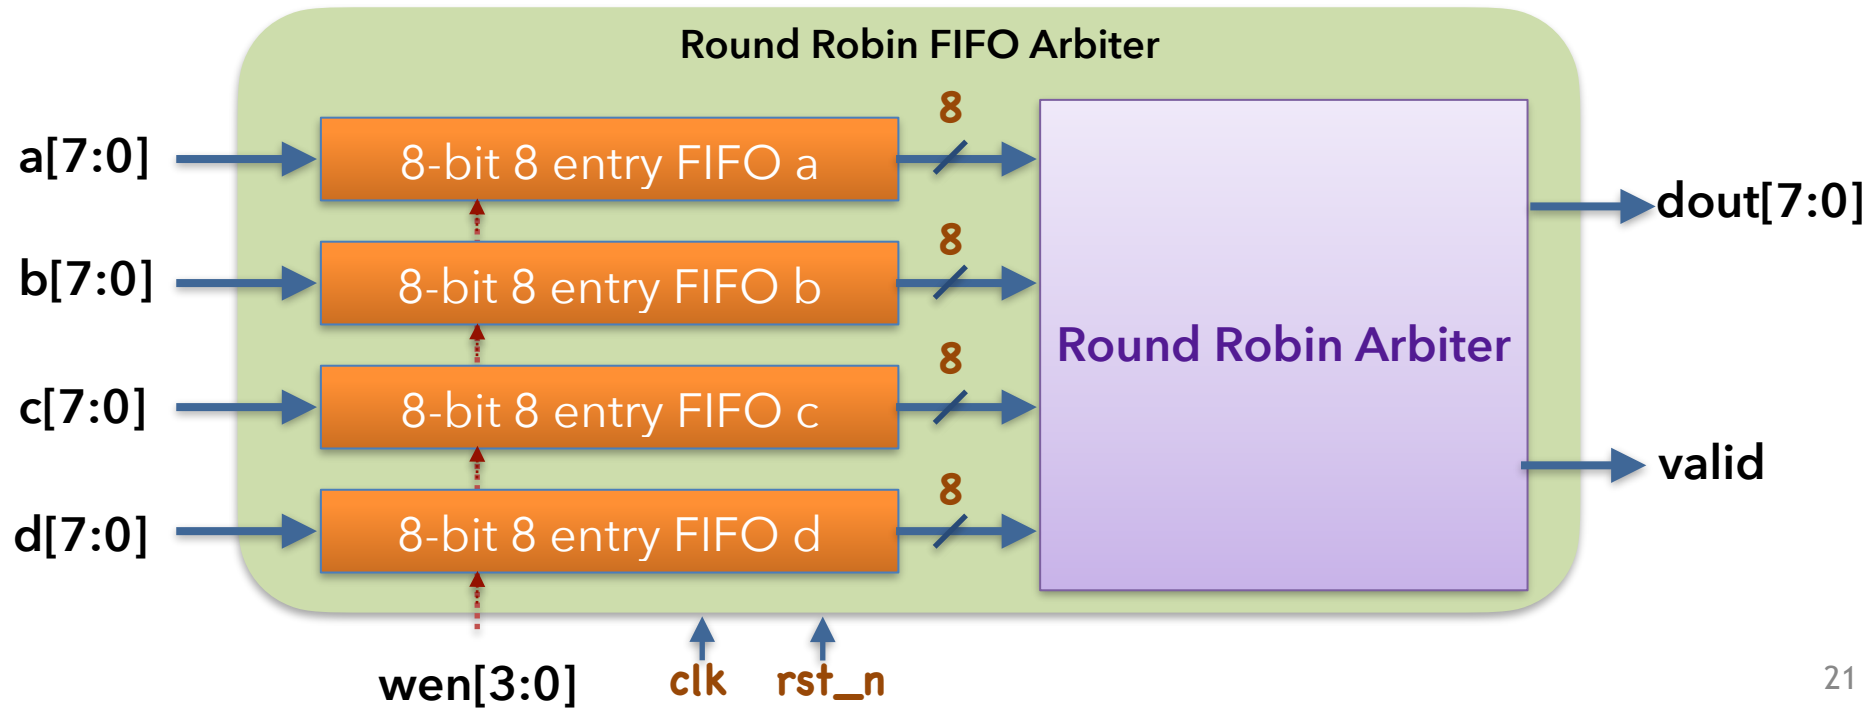 Round Robin FIFO Arbiter
8
a[7:0]
8-bit 8 entry FIFO a
dout[7:0]
8
b[7:0]
8-bit 8 entry FIFO b
Round Robin Arbiter
8
c[7:0]
8-bit 8 entry FIFO c
valid
8
d[7:0]
8-bit 8 entry FIFO d
wen[3:0]
clk
rst_n
21